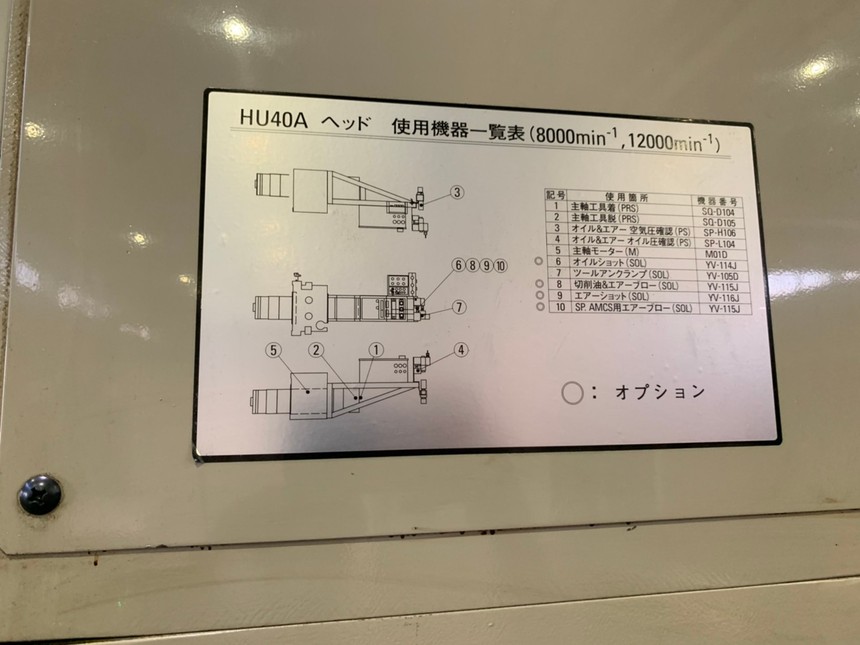 HU40A ヘッド 使用機器一覧表(8000min⁻¹,12000min⁻¹)
③
⑥⑧⑨⑩
⑦
⑤ ② ① ④
記号 使用箇所 機器番号
1 主軸工具着(PRS) SQ-D104
2 主軸工具脱(PRS) SQ-D105
3 オイル&エアー 空気圧確認(PS) SP-H106
4 オイル&エアー オイル圧確認(PS) SP-L104
5 主軸モーター(M) M01D
○ 6 オイルショット(SOL) YV-114J
7 ツールアンクランプ(SOL) YV-105D
○ 8 切削油&エアーブロー(SOL) YV-115J
○ 9 エアーショット(SOL) YV-116J
○ 10 SP. AMCS用エアーブロー(SOL) YV-115J
○: オプション